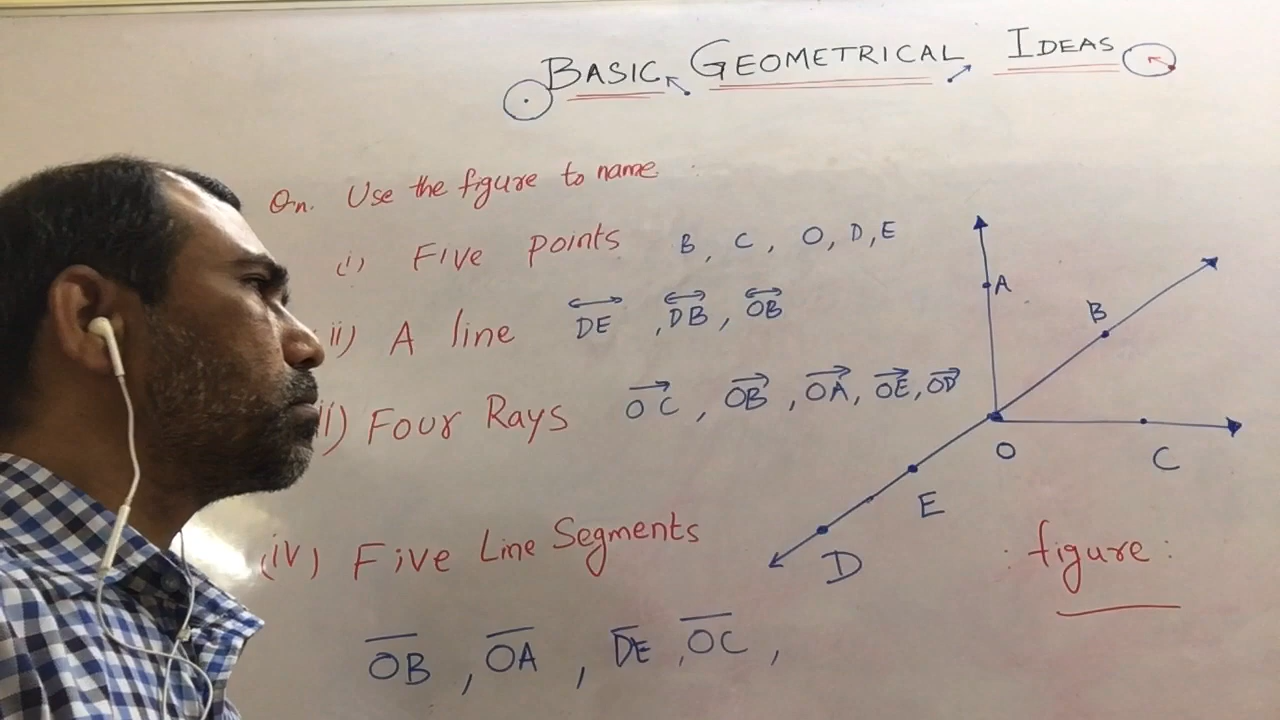 BASIC GEOMETRICAL IDEAS
Qn. Use the figure to name :
(i) Five points B, C, O, D, E
ii) A line DE, DB, OB
ii) Four Rays OC, OB, OA, OE, OD
(iv) Five Line Segments
OB, OA, DE, OC,
A
B
O
C
E
D
: figure :